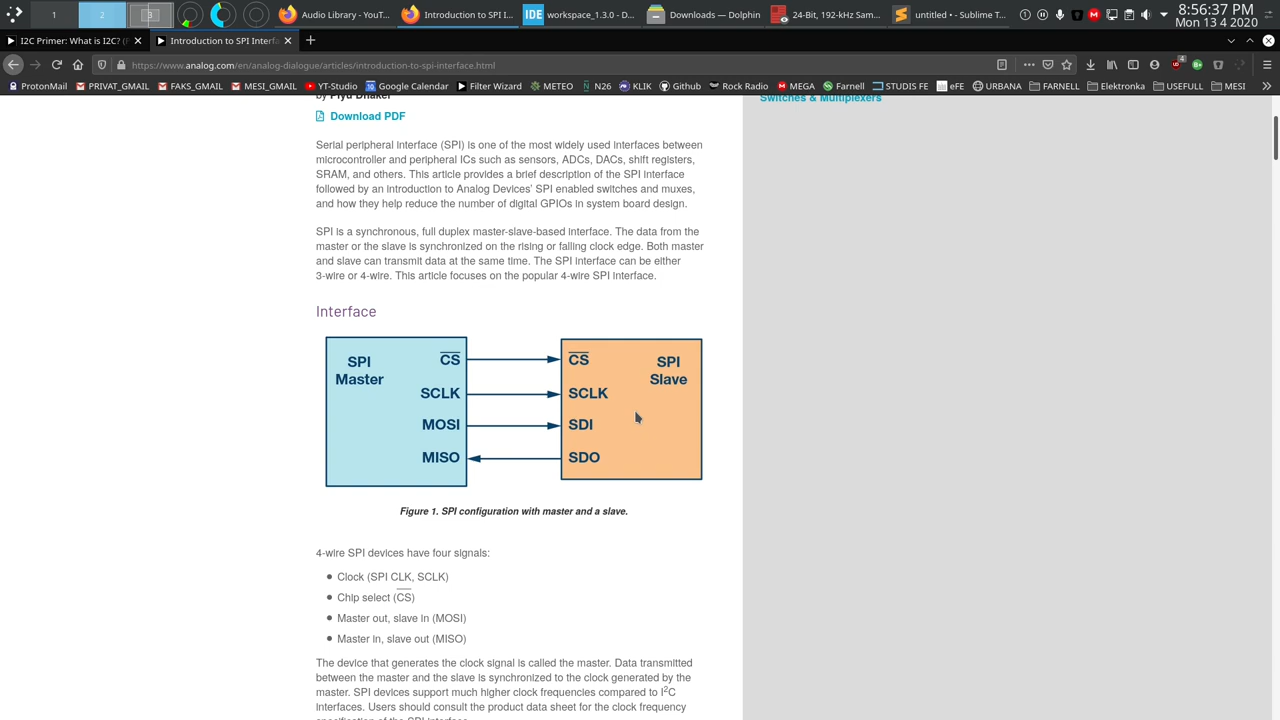 1
2
3
Audio Library - YouT...
Introduction to SPI I...
IDE
workspace_1.3.0 - D...
Downloads — Dolphin
24-Bit, 192-kHz Sam...
untitled • - Sublime T...
8:56:37 PM
Mon 13 4 2020
I2C Primer: What is I2C? (
Introduction to SPI Interfa
https://www.analog.com/en/analog-dialogue/articles/introduction-to-spi-interface.html
4
ProtonMail
PRIVAT_GMAIL
FAKS_GMAIL
MESI_GMAIL
YT-Studio
Google Calendar
Filter Wizard
METEO
N26
KLIK
Github
Rock Radio
MEGA
Farnell
STUDIS FE
eFE
URBANA
FARNELL
Elektronka
USEFULL
MESI
by Piyu Dhaker
Switches & Multiplexers
Download PDF
Serial peripheral interface (SPI) is one of the most widely used interfaces between
microcontroller and peripheral ICs such as sensors, ADCs, DACs, shift registers,
SRAM, and others. This article provides a brief description of the SPI interface
followed by an introduction to Analog Devices' SPI enabled switches and muxes,
and how they help reduce the number of digital GPIOs in system board design.
SPI is a synchronous, full duplex master-slave-based interface. The data from the
master or the slave is synchronized on the rising or falling clock edge. Both master
and slave can transmit data at the same time. The SPI interface can be either
3-wire or 4-wire. This article focuses on the popular 4-wire SPI interface.
Interface
SPI
Master
CS
SCLK
MOSI
MISO
CS
SCLK
SDI
SDO
SPI
Slave
Figure 1. SPI configuration with master and a slave.
4-wire SPI devices have four signals:
Clock (SPI CLK, SCLK)
Chip select (CS)
Master out, slave in (MOSI)
Master in, slave out (MISO)
The device that generates the clock signal is called the master. Data transmitted
between the master and the slave is synchronized to the clock generated by the
master. SPI devices support much higher clock frequencies compared to I2C
interfaces. Users should consult the product data sheet for the clock frequency
specification of the SPI interface.